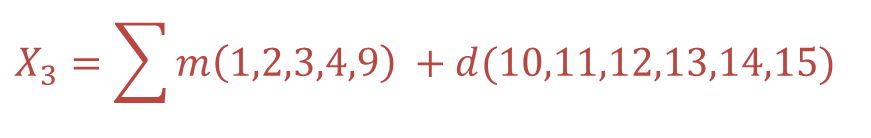 X₃ = ∑ m(1,2,3,4,9) + d(10,11,12,13,14,15)